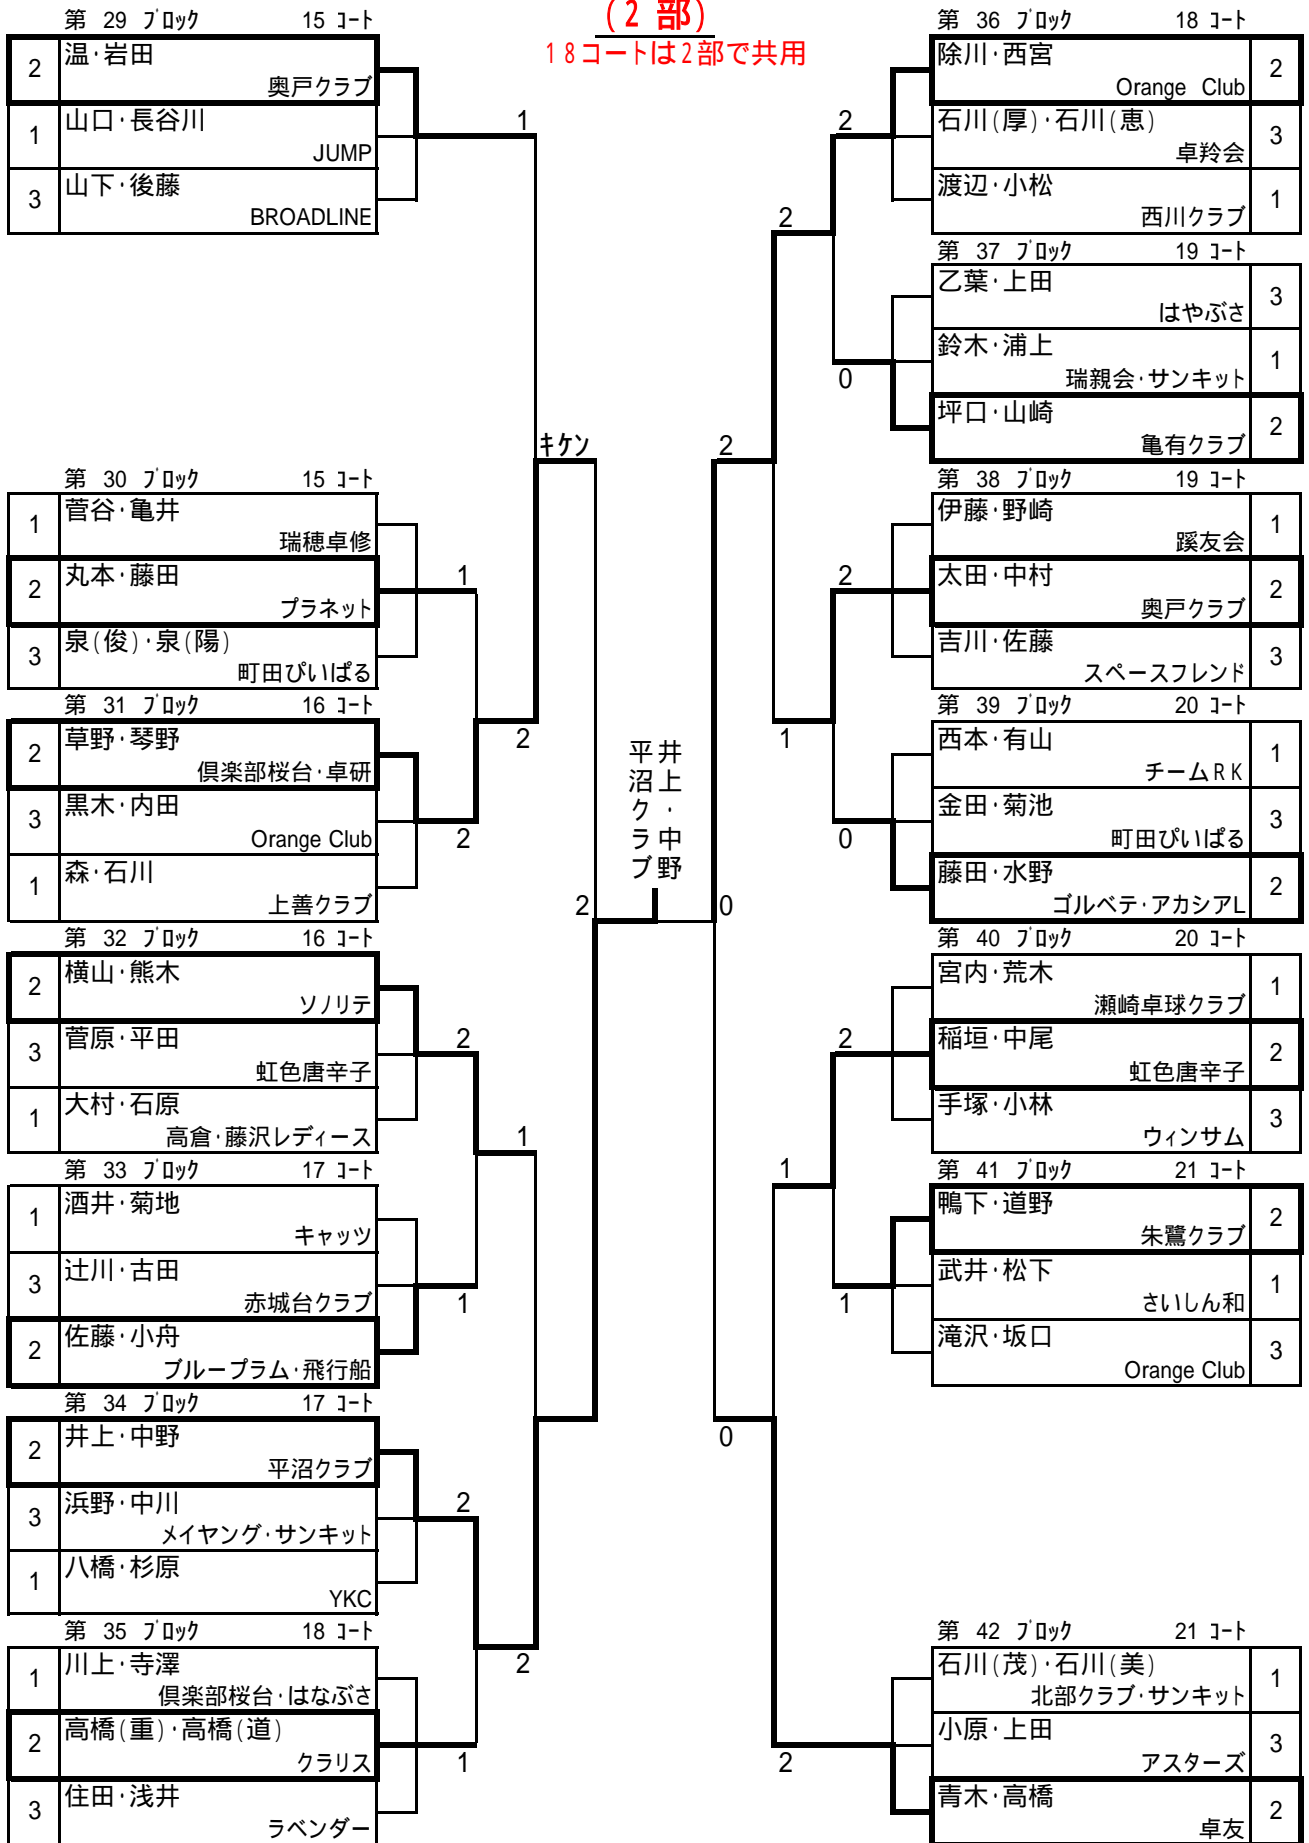 (2 部)
18コートは2部で共用
第 29 ブロック 15 コート
2 温・岩田
奥戸クラブ
1 山口・長谷川
JUMP
3 山下・後藤
BROADLINE
1
キケン
第 30 ブロック 15 コート
1 菅谷・亀井
瑞穂卓修
2 丸本・藤田
プラネット
3 泉(俊)・泉(陽)
町田ぴいぱる
1
第 31 ブロック 16 コート
2 草野・琴野
倶楽部桜台・卓研
3 黒木・内田
Orange Club
1 森・石川
上善クラブ
2
2
2
第 32 ブロック 16 コート
2 横山・熊木
ソノリテ
3 菅原・平田
虹色唐辛子
1 大村・石原
高倉・藤沢レディース
2
1
第 33 ブロック 17 コート
1 酒井・菊地
キャッツ
3 辻川・古田
赤城台クラブ
2 佐藤・小舟
ブループラム・飛行船
1
第 34 ブロック 17 コート
2 井上・中野
平沼クラブ
3 浜野・中川
メイヤング・サンキット
1 八橋・杉原
YKC
2
2
第 35 ブロック 18 コート
1 川上・寺澤
倶楽部桜台・はなぶさ
2 高橋(重)・高橋(道)
クラリス
3 住田・浅井
ラベンダー
1
井上・中野
平沼クラブ
第 36 ブロック 18 コート
除川・西宮 2
Orange Club
石川(厚)・石川(恵) 3
卓羚会
渡辺・小松 1
西川クラブ
2
2
第 37 ブロック 19 コート
乙葉・上田 3
はやぶさ
鈴木・浦上 1
瑞親会・サンキット
坪口・山崎 2
亀有クラブ
0
2
第 38 ブロック 19 コート
伊藤・野崎 1
蹊友会
太田・中村 2
奥戸クラブ
吉川・佐藤 3
スペースフレンド
2
1
第 39 ブロック 20 コート
西本・有山 1
チームRK
金田・菊池 3
町田ぴいぱる
藤田・水野 2
ゴルベテ・アカシアL
0
0
第 40 ブロック 20 コート
宮内・荒木 1
瀬崎卓球クラブ
稲垣・中尾 2
虹色唐辛子
手塚・小林 3
ウィンサム
2
1
第 41 ブロック 21 コート
鴨下・道野 2
朱鷺クラブ
武井・松下 1
さいしん和
滝沢・坂口 3
Orange Club
1
0
第 42 ブロック 21 コート
石川(茂)・石川(美) 1
北部クラブ・サンキット
小原・上田 3
アスターズ
青木・高橋 2
卓友
2